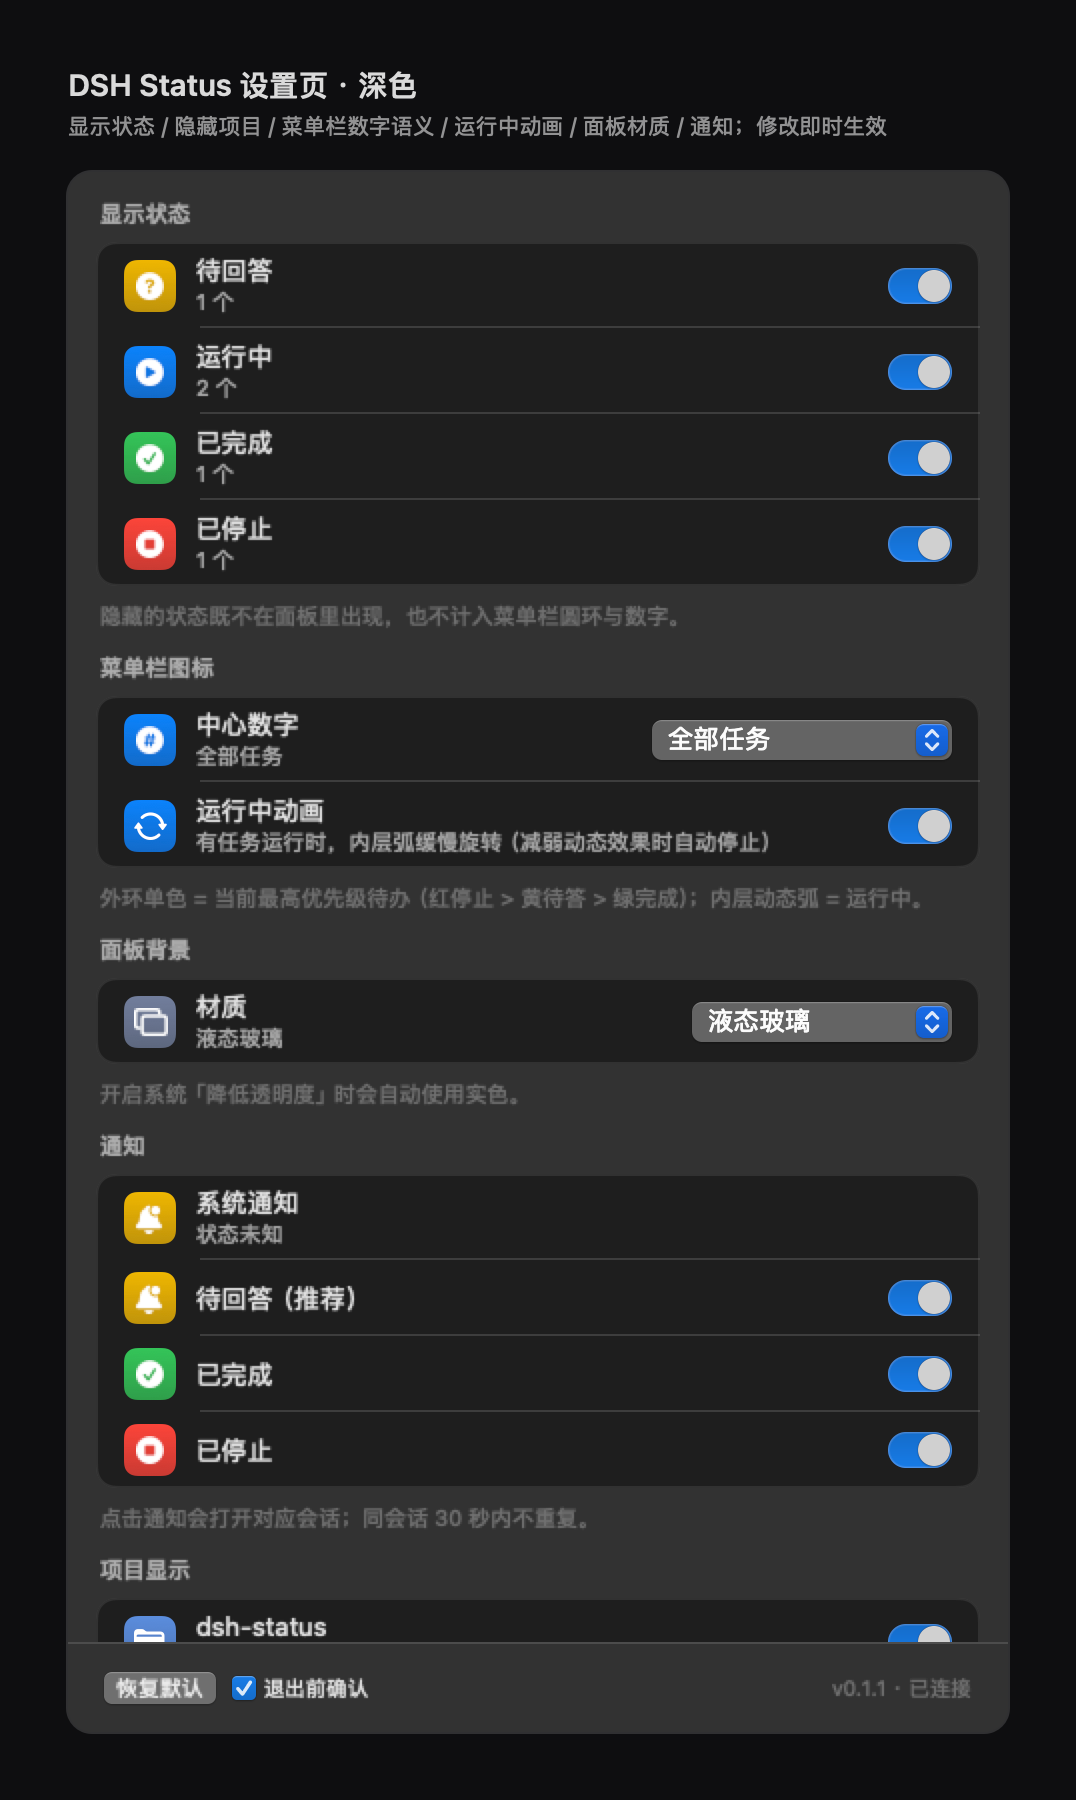 DSH Status 设置页 · 深色
显示状态 / 隐藏项目 / 菜单栏数字语义 / 运行中动画 / 面板材质 / 通知；修改即时生效
显示状态
待回答
1 个
运行中
2 个
已完成
1 个
已停止
1 个
隐藏的状态既不在面板里出现，也不计入菜单栏圆环与数字。
菜单栏图标
中心数字
全部任务
全部任务
运行中动画
有任务运行时，内层弧缓慢旋转（减弱动态效果时自动停止）
外环单色 = 当前最高优先级待办（红停止 > 黄待答 > 绿完成）；内层动态弧 = 运行中。
面板背景
材质
液态玻璃
液态玻璃
开启系统「降低透明度」时会自动使用实色。
通知
系统通知
状态未知
待回答（推荐）
已完成
已停止
点击通知会打开对应会话；同会话 30 秒内不重复。
项目显示
dsh-status
恢复默认
退出前确认
v0.1.1 · 已连接